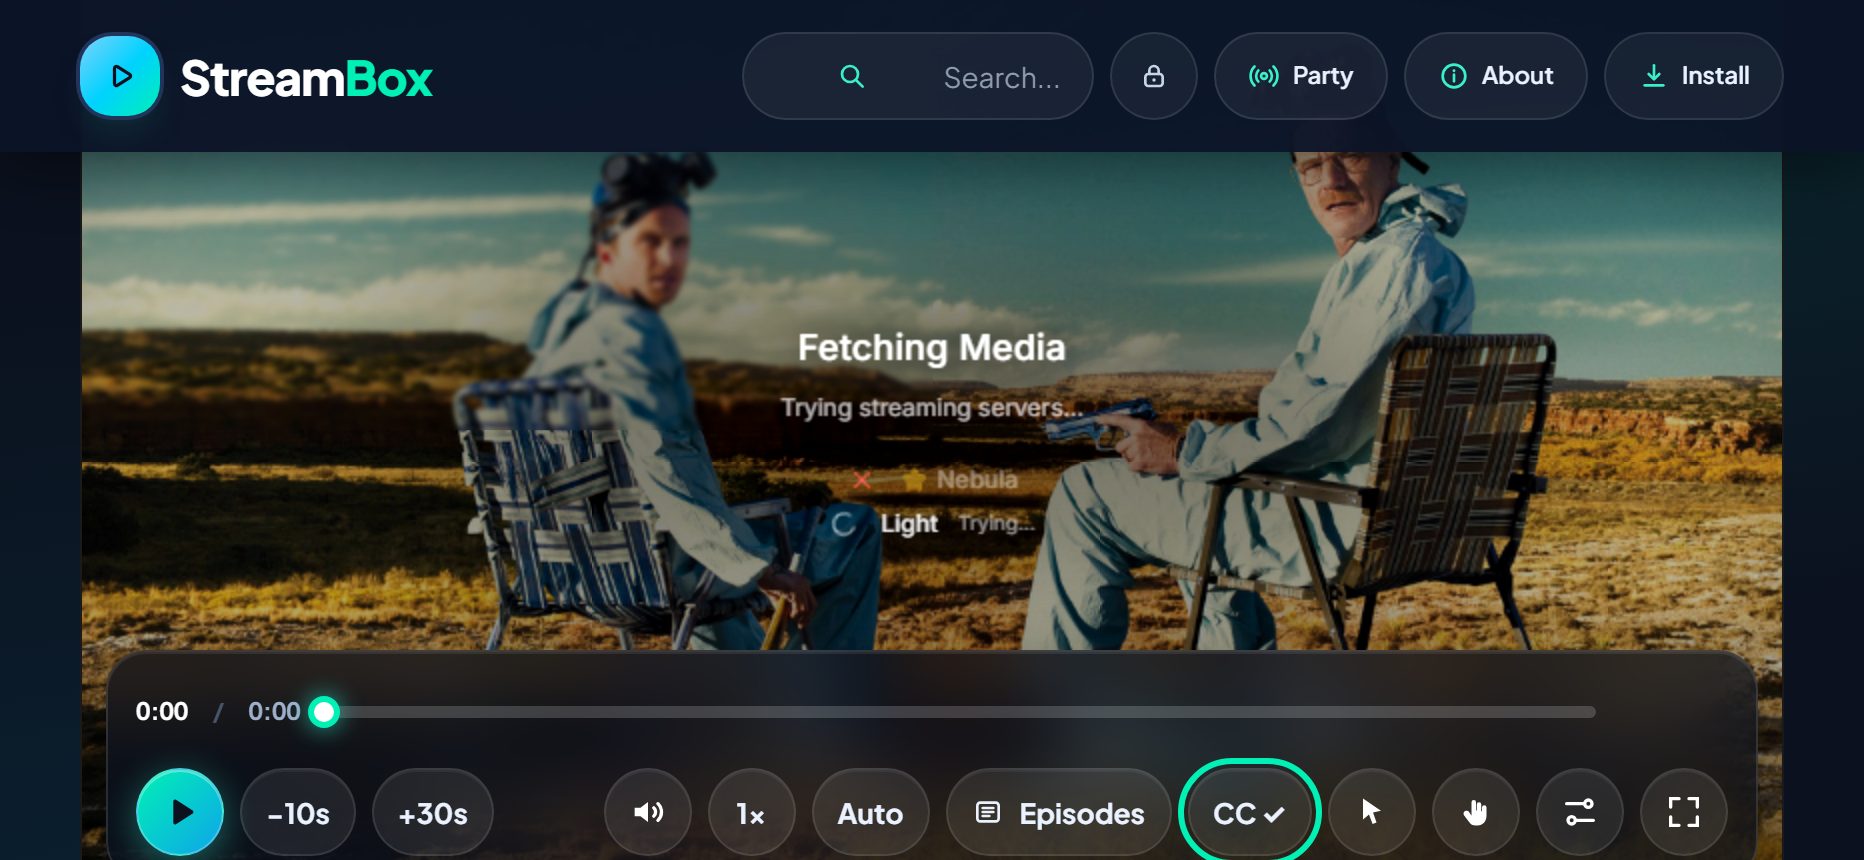 StreamBox
Search...
Party
About
Install
Fetching Media
Trying streaming servers...
Nebula
Light Trying...
0:00 / 0:00
-10s
+30s
1×
Auto
Episodes
CC